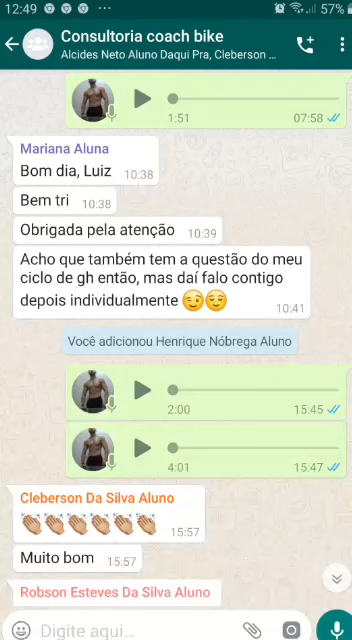 12:49 57%
Consultoria coach bike
Alcides Neto Aluno Daqui Pra, Cleberson ...
1:51 07:58
Mariana Aluna
Bom dia, Luiz 10:38
Bem tri 10:38
Obrigada pela atenção 10:39
Acho que também tem a questão do meu
ciclo de gh então, mas daí falo contigo
depois individualmente 😉😌
10:41
Você adicionou Henrique Nóbrega Aluno
2:00 15:45
4:01 15:47
Cleberson Da Silva Aluno
👏🏼👏🏼👏🏼👏🏼👏🏼👏🏼 15:57
Muito bom 15:57
Robson Esteves Da Silva Aluno
Digite aqui...